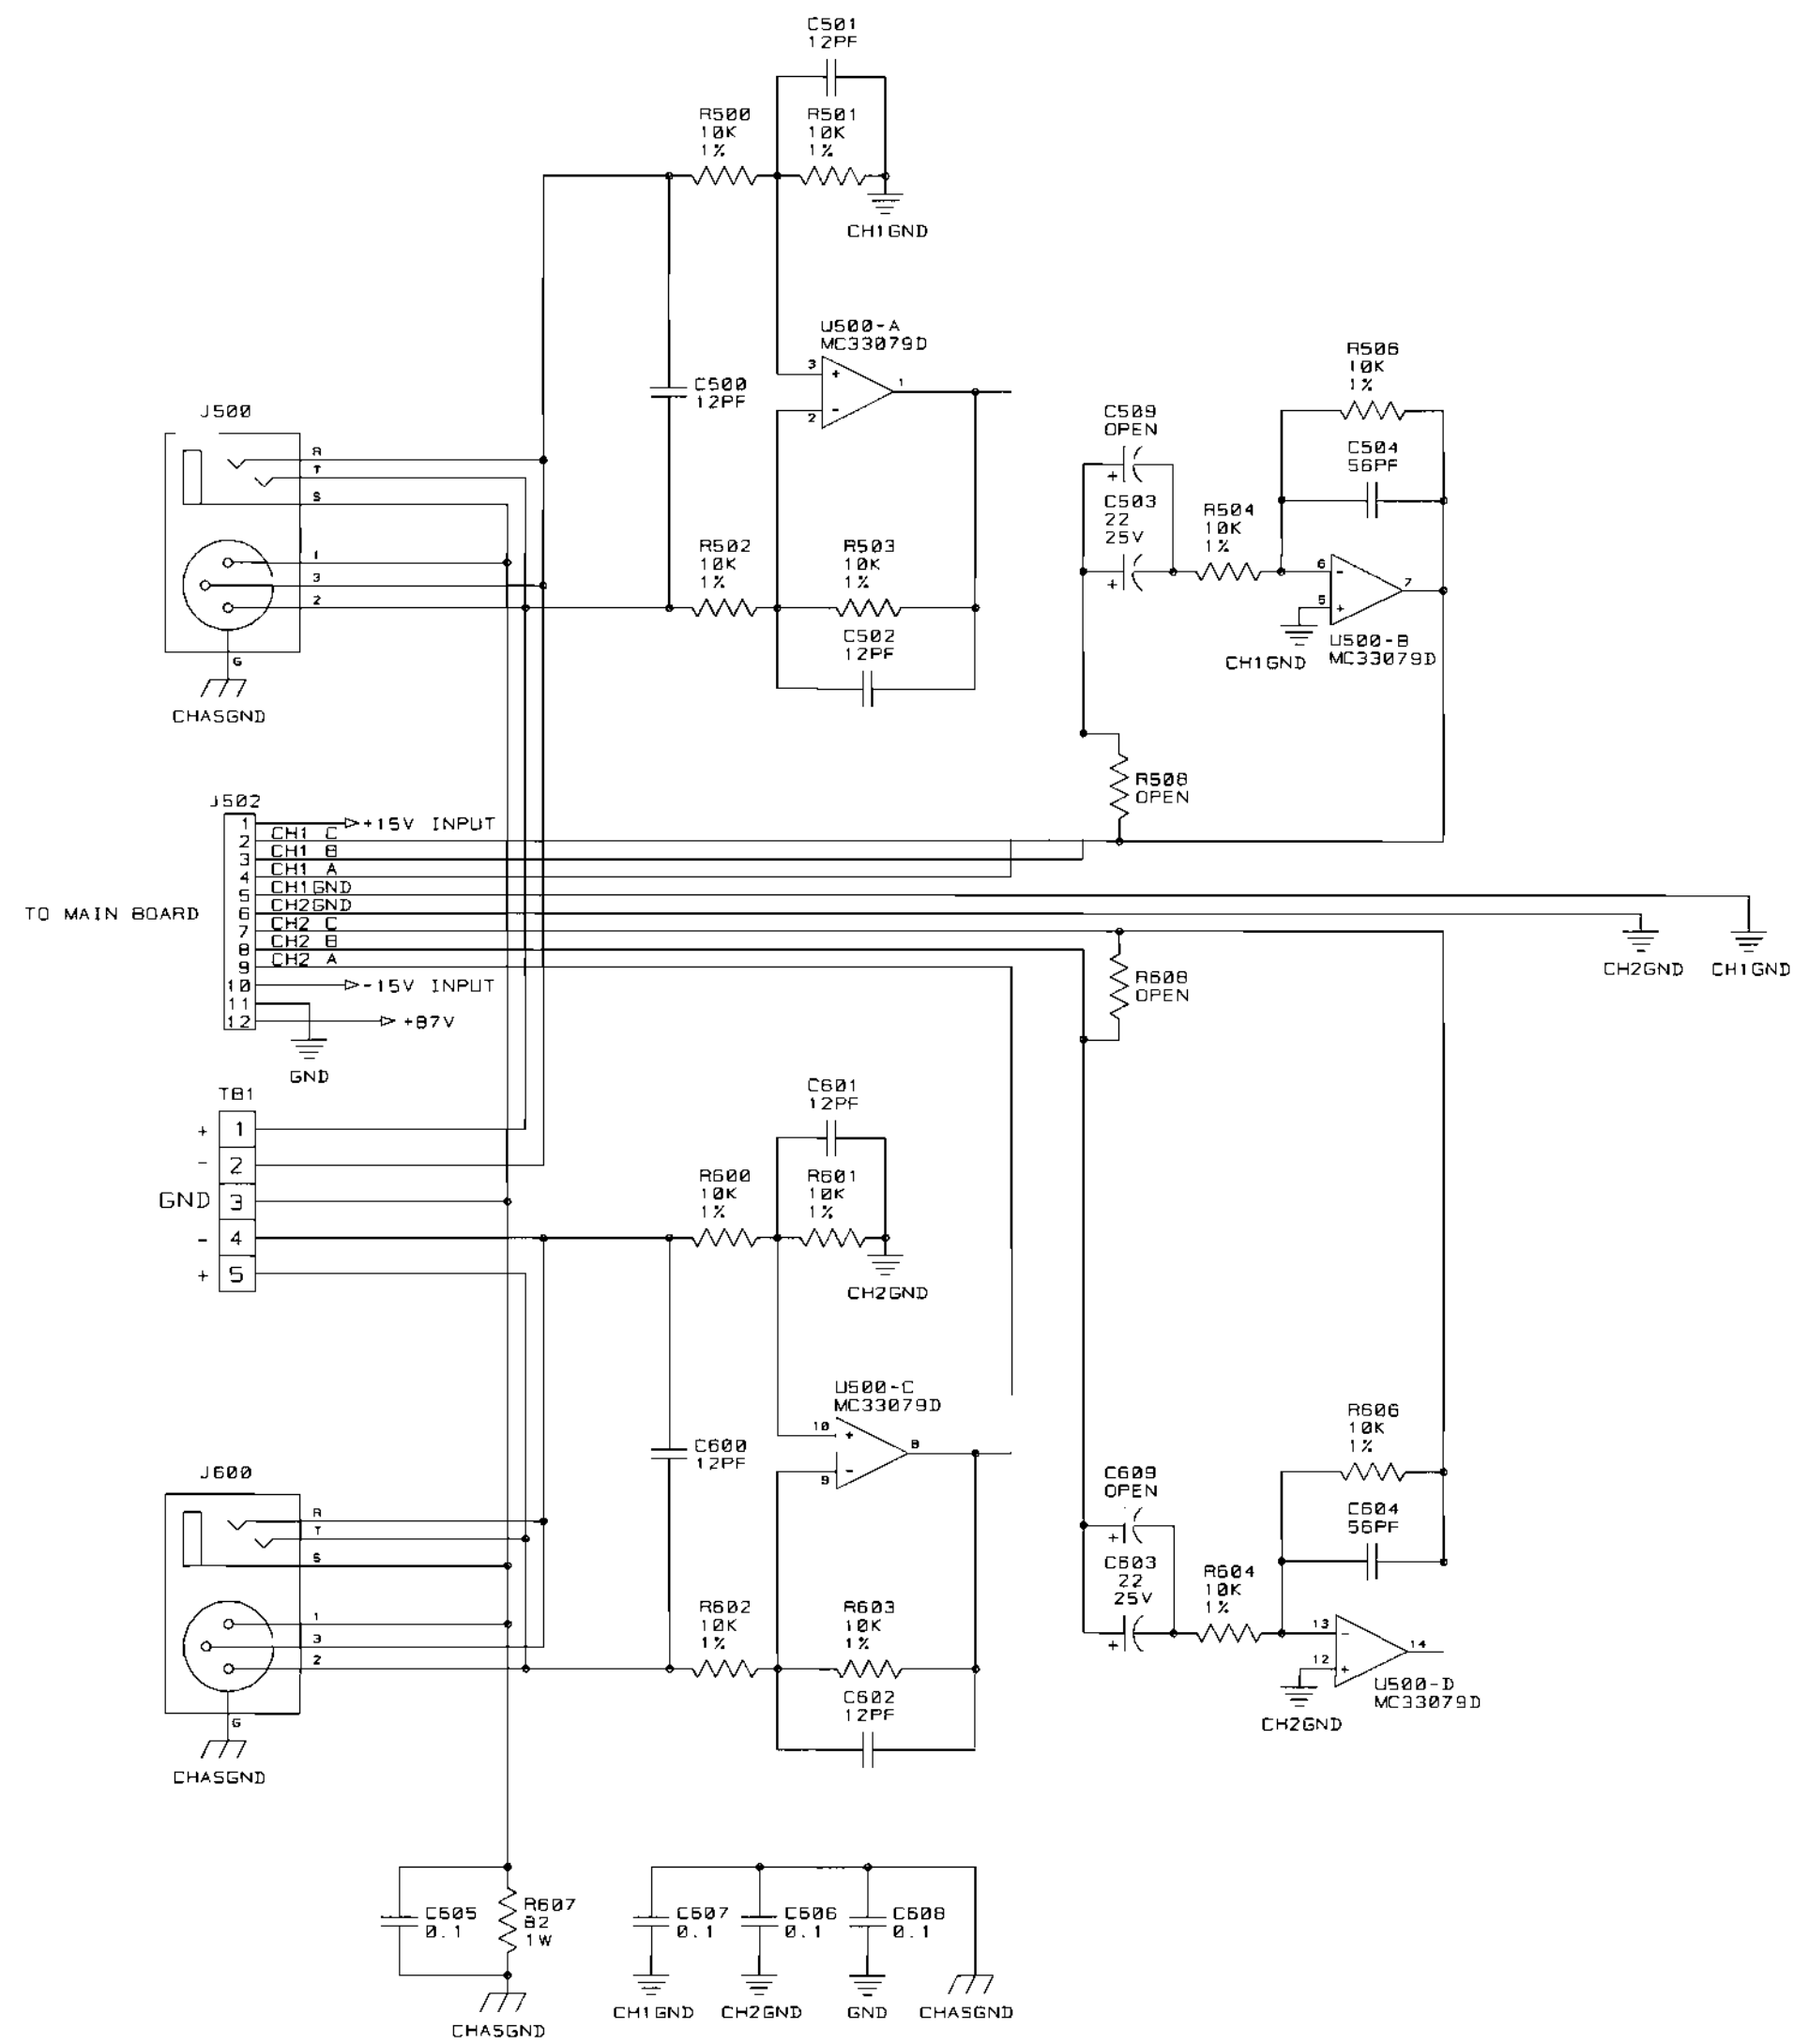 C501
12PF
R500
10K
1%
R501
10K
1%
CH1GND
U500-A
MC33079D
3
+
1
-
2
C500
12PF
R506
10K
1%
C509
OPEN
+
C504
56PF
C503
22
25V
+
R504
10K
1%
6
-
7
5
+
U500-B
MC33079D
CH1GND
J500
R
T
S
1
3
2
G
CHASGND
R502
10K
1%
R503
10K
1%
C502
12PF
R508
OPEN
J502
TO MAIN BOARD
1 +15V INPUT
2 CH1 C
3 CH1 B
4 CH1 A
5 CH1GND
6 CH2GND
7 CH2 C
8 CH2 B
9 CH2 A
10 -15V INPUT
11
12 +87V
GND
CH2GND
CH1GND
R608
OPEN
TB1
+ 1
- 2
GND 3
- 4
+ 5
C601
12PF
R600
10K
1%
R601
10K
1%
CH2GND
U500-C
MC33079D
10
+
8
-
9
C600
12PF
R606
10K
1%
C609
OPEN
+
C604
56PF
C603
22
25V
+
R604
10K
1%
13
-
14
12
+
U500-D
MC33079D
CH2GND
J600
R
T
S
1
3
2
G
CHASGND
R602
10K
1%
R603
10K
1%
C602
12PF
C605
0.1
R607
82
1W
CHASGND
C607
0.1
C606
0.1
C608
0.1
CH1GND
CH2GND
GND
CHASGND